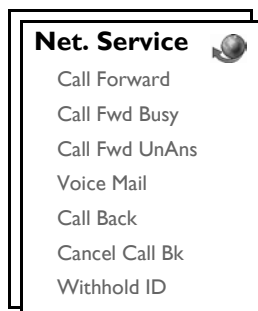 Net. Service
Call Forward
Call Fwd Busy
Call Fwd UnAns
Voice Mail
Call Back
Cancel Call Bk
Withhold ID